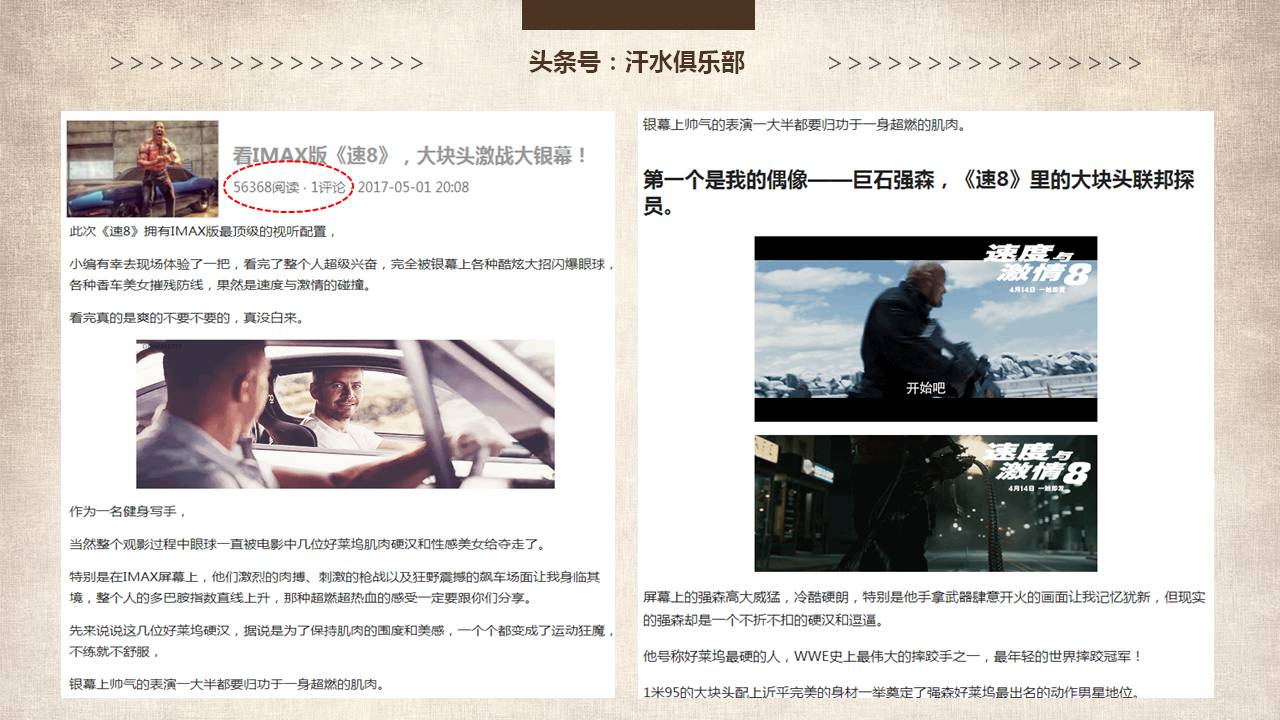 >>>>>>>>>>>>>>>> 头条号：汗水俱乐部 >>>>>>>>>>>>>>>>
看IMAX版《速8》，大块头激战大银幕！
56368阅读 · 1评论 2017-05-01 20:08
此次《速8》拥有IMAX版最顶级的视听配置，
小编有幸去现场体验了一把，看完了整个人超级兴奋，完全被银幕上各种酷炫大招闪爆眼球，
各种香车美女摧残防线，果然是速度与激情的碰撞。
看完真的是爽的不要不要的，真没白来。
作为一名健身写手，
当然整个观影过程中眼球一直被电影中几位好莱坞肌肉硬汉和性感美女给夺走了。
特别是在IMAX屏幕上，他们激烈的肉搏、刺激的枪战以及狂野震撼的飙车场面让我身临其
境，整个人的多巴胺指数直线上升，那种超燃超热血的感受一定要跟你们分享。
先来说说这几位好莱坞硬汉，据说是为了保持肌肉的围度和美感，一个个都变成了运动狂魔，
不练就不舒服，
银幕上帅气的表演一大半都要归功于一身超燃的肌肉。
银幕上帅气的表演一大半都要归功于一身超燃的肌肉。
第一个是我的偶像——巨石强森，《速8》里的大块头联邦探
员。
速度与
激情8
4月14日 一触即发
开始吧
速度与
激情8
4月14日 一触即发
屏幕上的强森高大威猛，冷酷硬朗，特别是他手拿武器肆意开火的画面让我记忆犹新，但现实
的强森却是一个不折不扣的硬汉和逗逼。
他号称好莱坞最硬的人，WWE史上最伟大的摔跤手之一，最年轻的世界摔跤冠军！
1米95的大块头配上近乎完美的身材一举奠定了强森好莱坞最出名的动作男星地位。